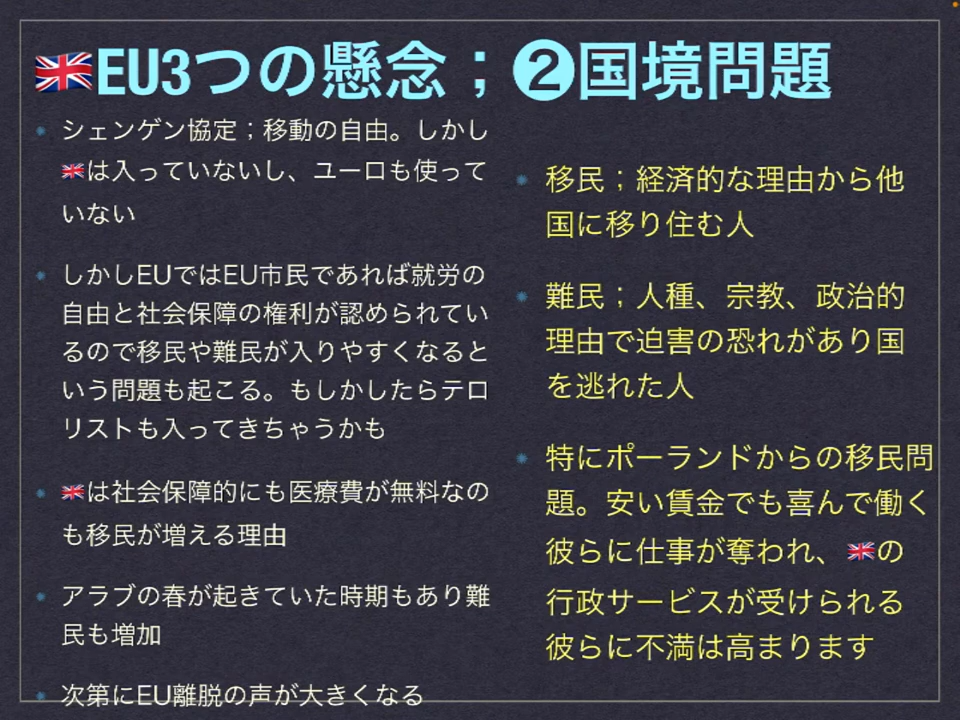 🇬🇧EU3つの懸念；❷国境問題
シェンゲン協定；移動の自由。しかし
🇬🇧は入っていないし、ユーロも使って
いない
しかしEUではEU市民であれば就労の
自由と社会保障の権利が認められてい
るので移民や難民が入りやすくなると
いう問題も起こる。もしかしたらテロ
リストも入ってきちゃうかも
🇬🇧は社会保障的にも医療費が無料なの
も移民が増える理由
アラブの春が起きていた時期もあり難
民も増加
次第にEU離脱の声が大きくなる
移民；経済的な理由から他
国に移り住む人
難民；人種、宗教、政治的
理由で迫害の恐れがあり国
を逃れた人
特にポーランドからの移民問
題。安い賃金でも喜んで働く
彼らに仕事が奪われ、🇬🇧の
行政サービスが受けられる
彼らに不満は高まります